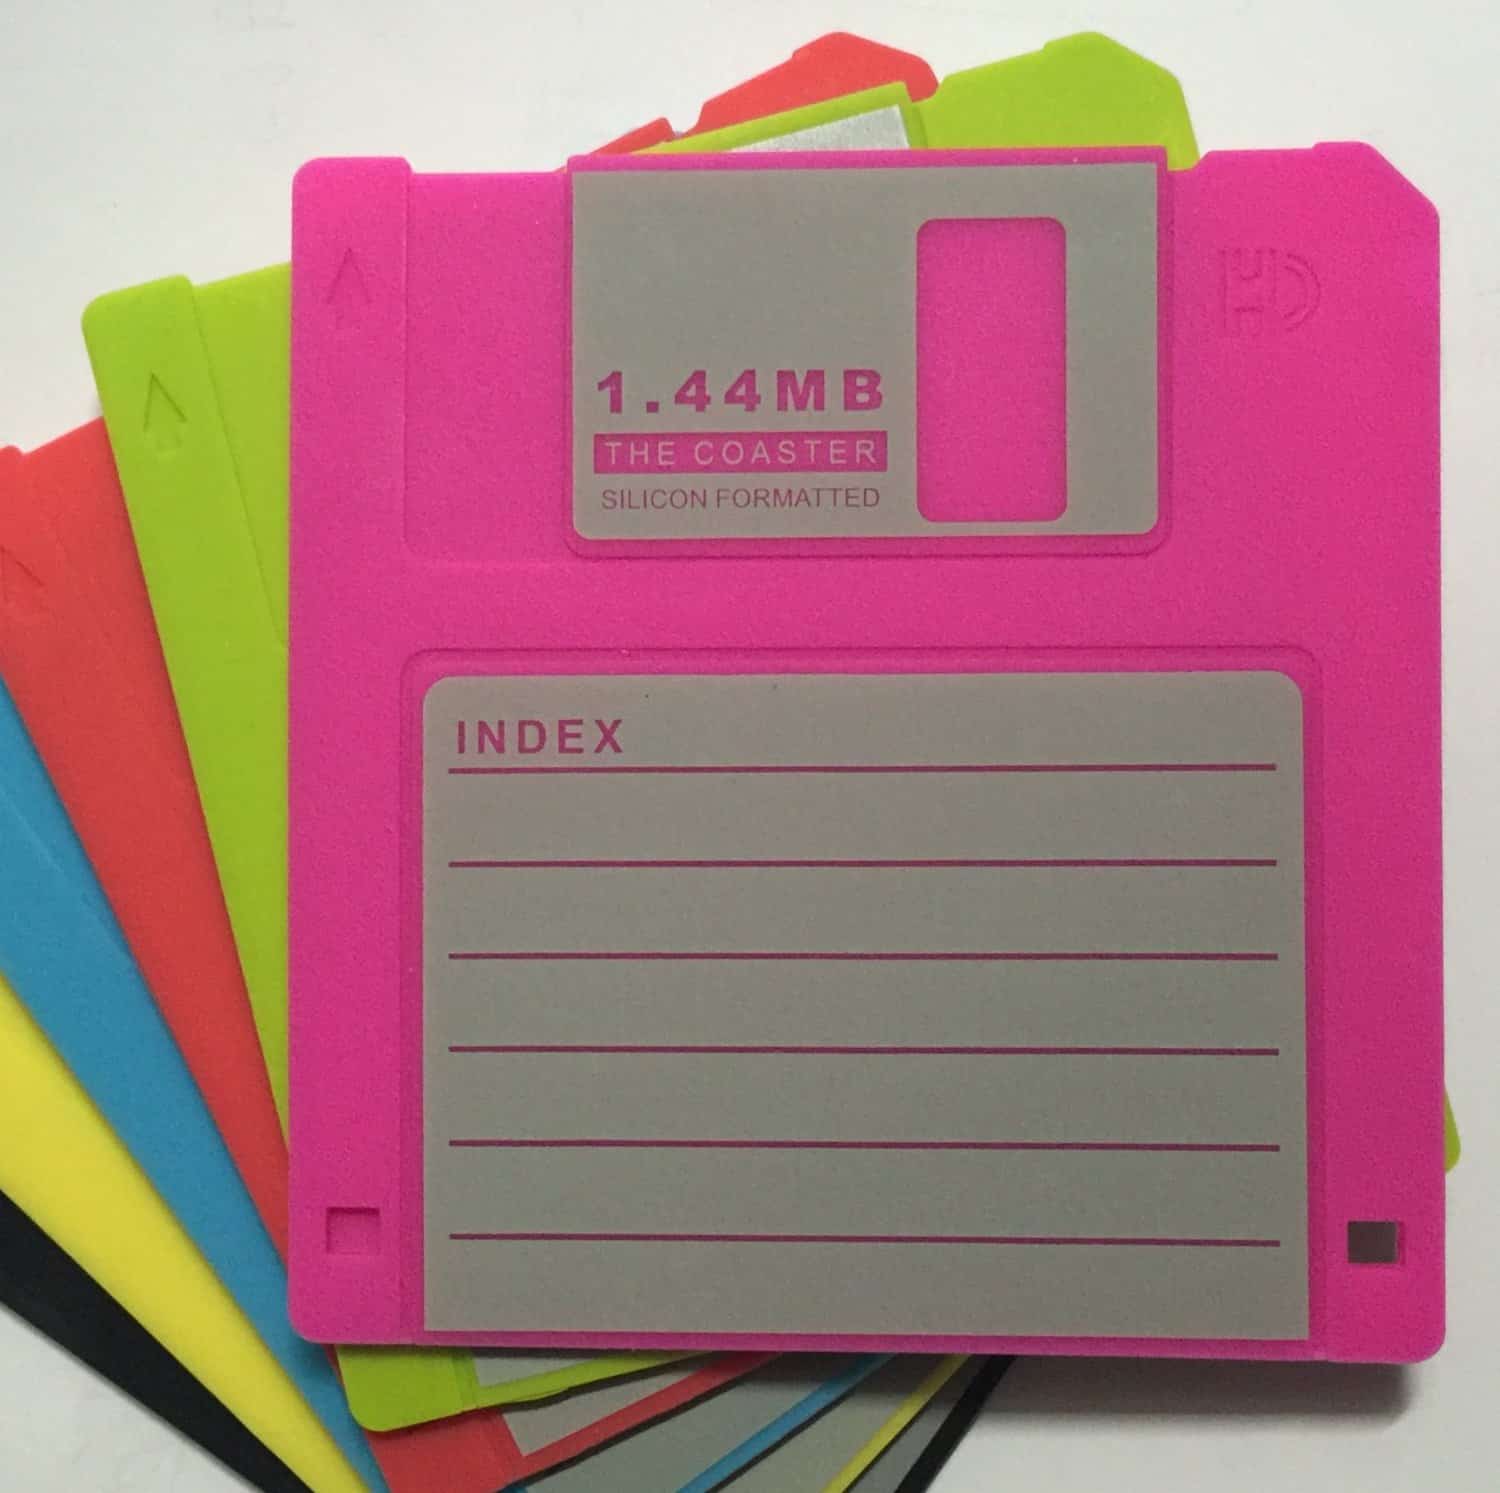 1.44MB
THE COASTER
SILICON FORMATTED
HD
INDEX